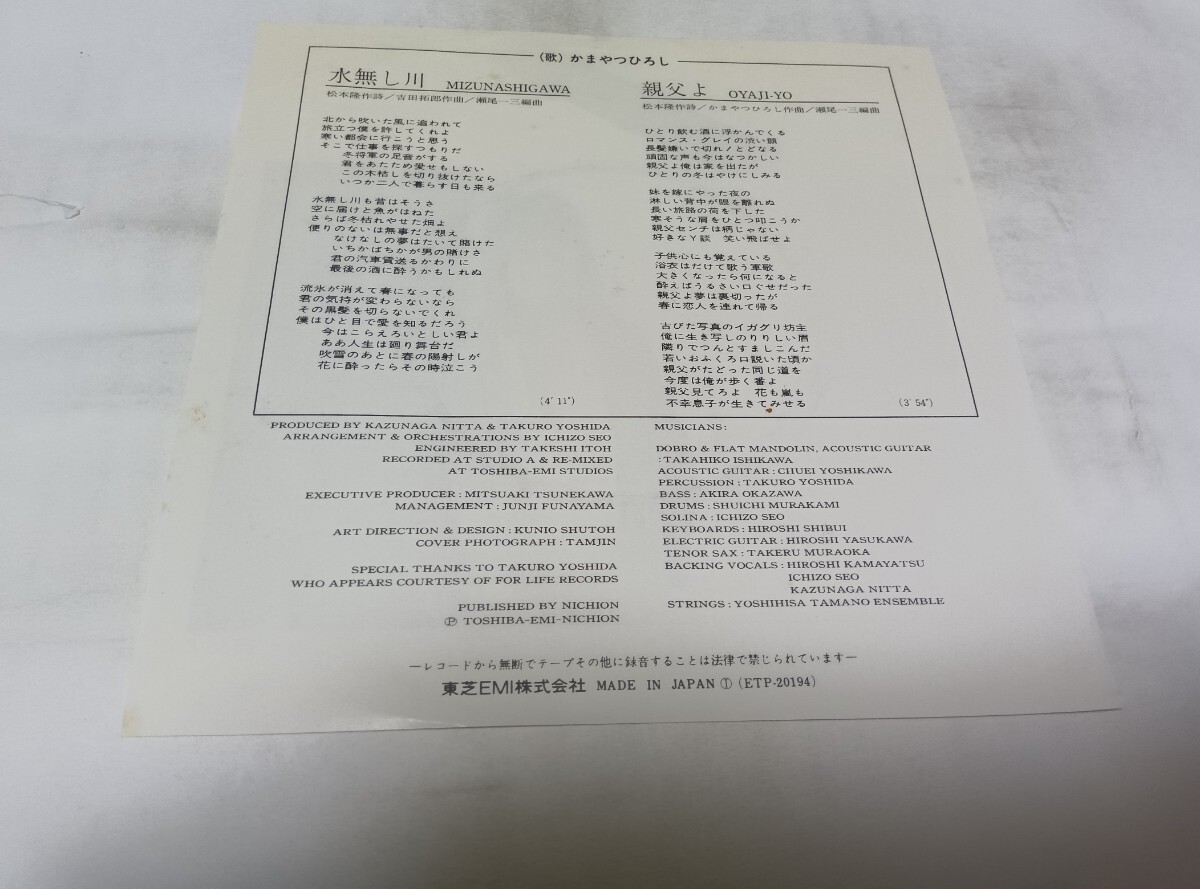 (歌) かまやつひろし
水無し川 MIZUNASHIGAWA
松本隆作詩／吉田拓郎作曲／瀬尾一三編曲
北から吹いた風に追われて
旅立つ僕を許してくれよ
寒い都会に行こうと思う
そこで仕事を探すつもりだ
冬将軍の足音がする
君をあたため愛せもしない
この木枯しを切り抜けたなら
いつか二人で暮らす日も来る
水無し川も昔はそうさ
空に届けと魚がはねた
さらば冬枯れやせた畑よ
便りのないは無事だと想え
なけなしの夢はたいて賭けた
いちかばちかが男の賭けさ
君の汽車賃送るかわりに
最後の酒に酔うかもしれぬ
流氷が消えて春になっても
君の気持が変わらないなら
その黒髪を切らないでくれ
僕はひと目で愛を知るだろう
今はこらえろいとしい君よ
ああ人生は廻り舞台だ
吹雪のあとに春の陽射しが
花に酔ったらその時泣こう
(4′11″)
親父よ OYAJI-YO
松本隆作詩／かまやつひろし作曲／瀬尾一三編曲
ひとり飲む酒に浮かんでくる
ロマンス・グレイの渋い顔
長髪嫌いで切れ！とどなる
頑固な声も今はなつかしい
親父よ俺は家を出たが
ひとりの冬はやけにしみる
妹を嫁にやった夜の
淋しい背中が眼を離れぬ
長い旅路の荷を下した
寒そうな肩をひとつ叩こうか
親父センチは柄じゃない
好きなY談 笑い飛ばせよ
子供心にも覚えている
浴衣はだけて歌う軍歌
大きくなったら何になると
酔えばうるさい口ぐせだった
親父よ夢は裏切ったが
春に恋人を連れて帰る
古びた写真のイガグリ坊主
俺に生き写しのりりしい眉
隣りでつんとすましこんだ
若いおふくろ口説いた頃か
親父がたどった同じ道を
今度は俺が歩く番よ
親父見てろよ 花も嵐も
不幸息子が生きてみせる
(3′54″)
PRODUCED BY KAZUNAGA NITTA & TAKURO YOSHIDA
ARRANGEMENT & ORCHESTRATIONS BY ICHIZO SEO
ENGINEERED BY TAKESHI ITOH
RECORDED AT STUDIO A & RE-MIXED
AT TOSHIBA-EMI STUDIOS
EXECUTIVE PRODUCER : MITSUAKI TSUNEKAWA
MANAGEMENT : JUNJI FUNAYAMA
ART DIRECTION & DESIGN : KUNIO SHUTOH
COVER PHOTOGRAPH : TAMJIN
SPECIAL THANKS TO TAKURO YOSHIDA
WHO APPEARS COURTESY OF FOR LIFE RECORDS
PUBLISHED BY NICHION
Ⓟ TOSHIBA-EMI-NICHION
MUSICIANS:
DOBRO & FLAT MANDOLIN, ACOUSTIC GUITAR
: TAKAHIKO ISHIKAWA
ACOUSTIC GUITAR : CHUEI YOSHIKAWA
PERCUSSION : TAKURO YOSHIDA
BASS : AKIRA OKAZAWA
DRUMS : SHUICHI MURAKAMI
SOLINA : ICHIZO SEO
KEYBOARDS : HIROSHI SHIBUI
ELECTRIC GUITAR : HIROSHI YASUKAWA
TENOR SAX : TAKERU MURAOKA
BACKING VOCALS : HIROSHI KAMAYATSU
ICHIZO SEO
KAZUNAGA NITTA
STRINGS : YOSHIHISA TAMANO ENSEMBLE
—レコードから無断でテープその他に録音することは法律で禁じられています—
東芝EMI株式会社 MADE IN JAPAN ① (ETP-20194)